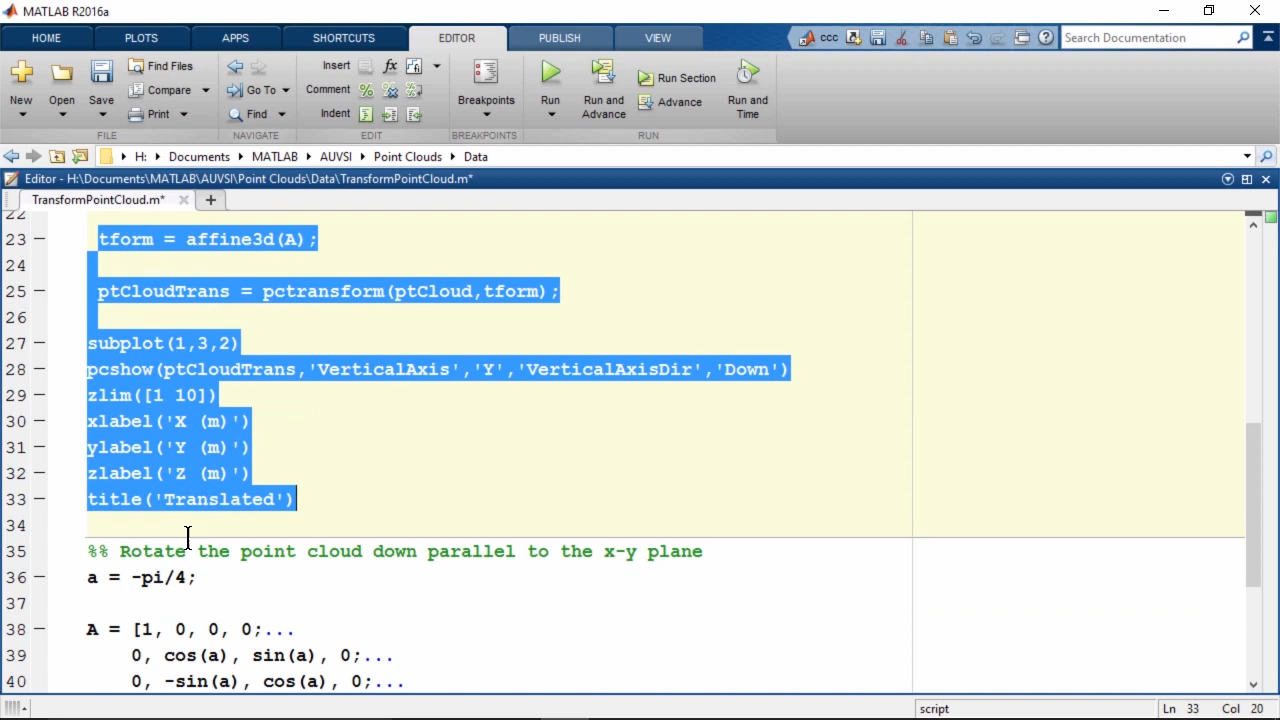 MATLAB R2016a
HOME PLOTS APPS SHORTCUTS EDITOR PUBLISH VIEW ccc Search Documentation
New Open Save Find Files Compare Print Go To Find Insert fx Comment Indent Breakpoints Run Run and Advance Run Section Advance Run and Time
FILE NAVIGATE EDIT BREAKPOINTS RUN
H: Documents MATLAB AUVSI Point Clouds Data
Editor - H:\Documents\MATLAB\AUVSI\Point Clouds\Data\TransformPointCloud.m*
TransformPointCloud.m* +
22
23 – tform = affine3d(A);
24
25 – ptCloudTrans = pctransform(ptCloud,tform);
26
27 – subplot(1,3,2)
28 – pcshow(ptCloudTrans,'VerticalAxis','Y','VerticalAxisDir','Down')
29 – zlim([1 10])
30 – xlabel('X (m)')
31 – ylabel('Y (m)')
32 – zlabel('Z (m)')
33 – title('Translated')
34
35 %% Rotate the point cloud down parallel to the x-y plane
36 – a = -pi/4;
37
38 – A = [1, 0, 0, 0;...
39 0, cos(a), sin(a), 0;...
40 0, -sin(a), cos(a), 0;...
script Ln 33 Col 20